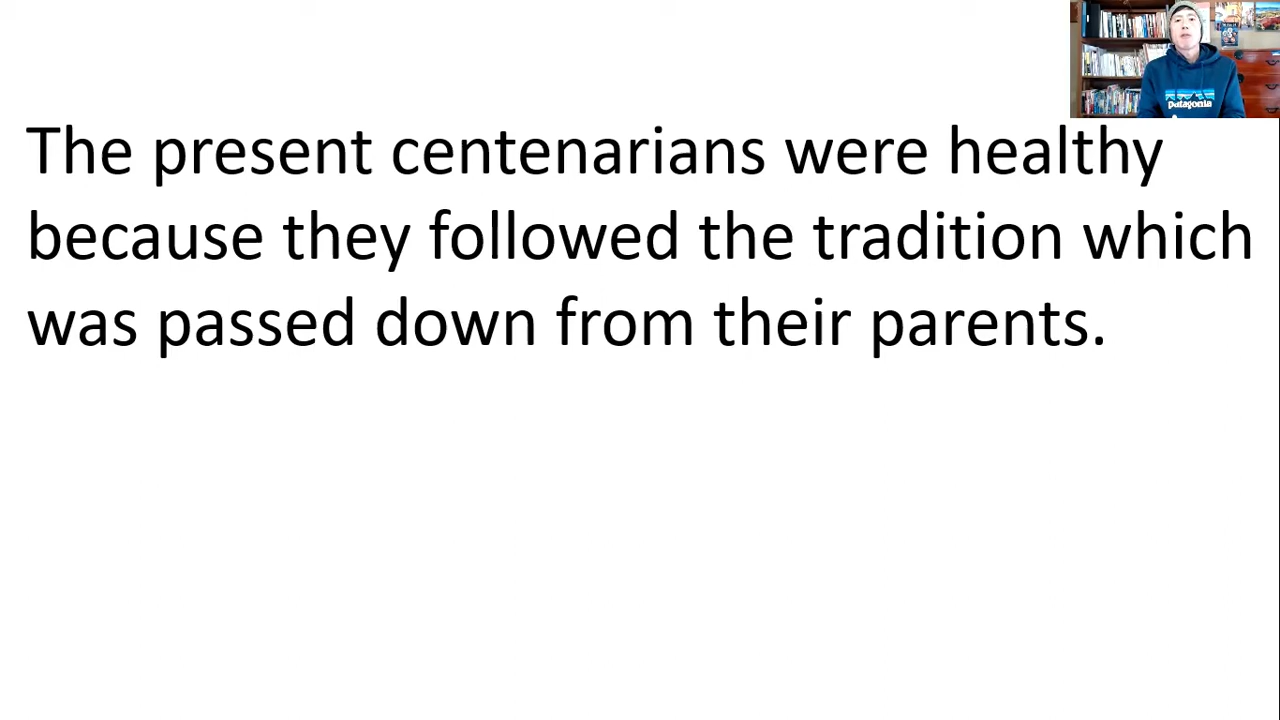 The present centenarians were healthy
because they followed the tradition which
was passed down from their parents.
patagonia